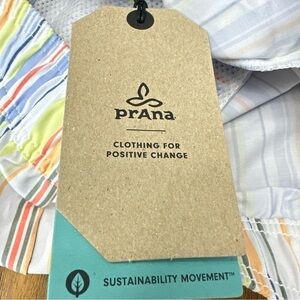 prAna
CLOTHING FOR
POSITIVE CHANGE
SUSTAINABILITY MOVEMENT™